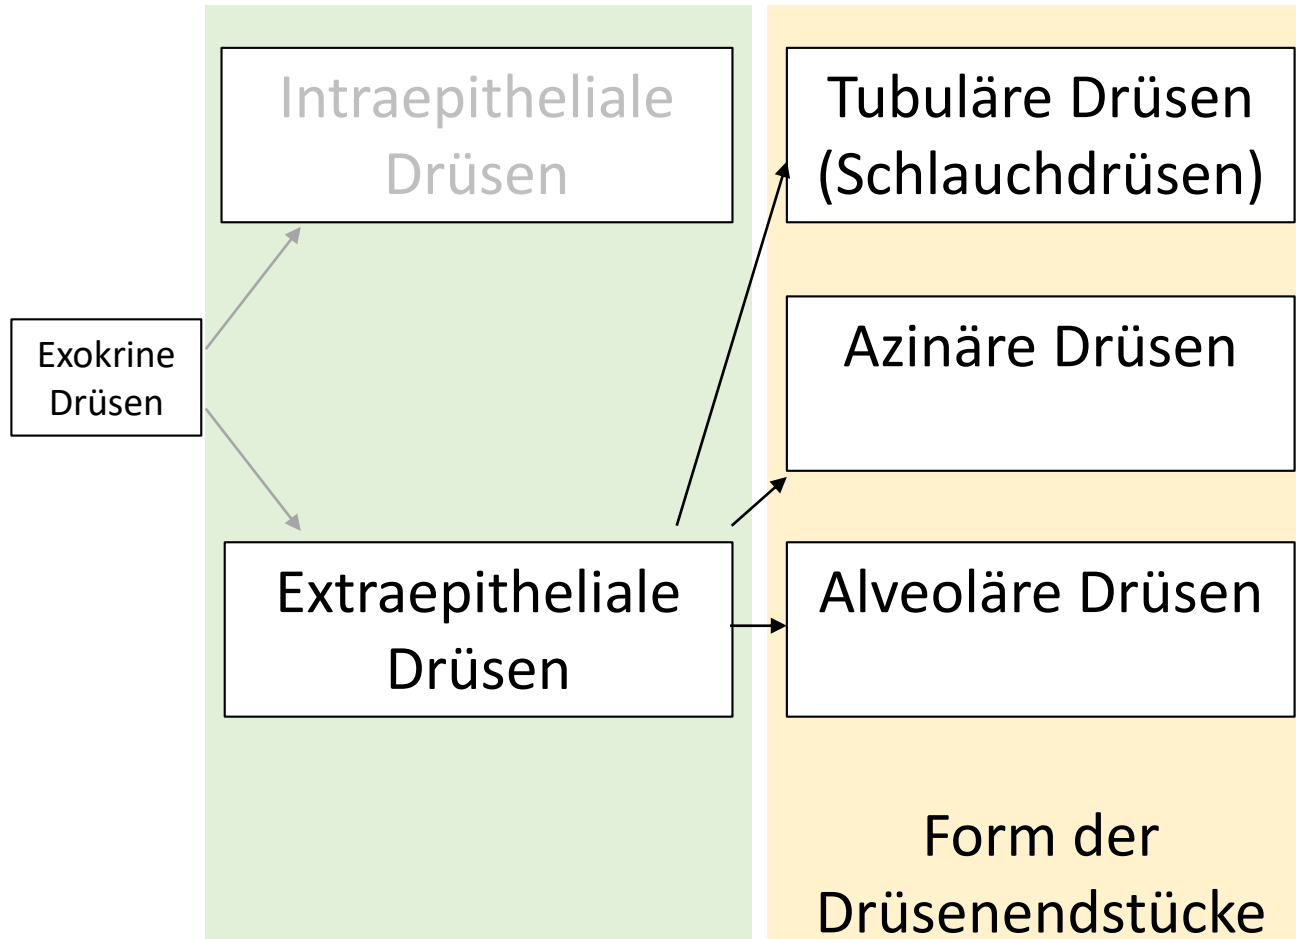 Intraepitheliale
Drüsen
Tubuläre Drüsen
(Schlauchdrüsen)
Exokrine
Drüsen
Azinäre Drüsen
Extraepitheliale
Drüsen
Alveoläre Drüsen
Form der
Drüsenendstücke